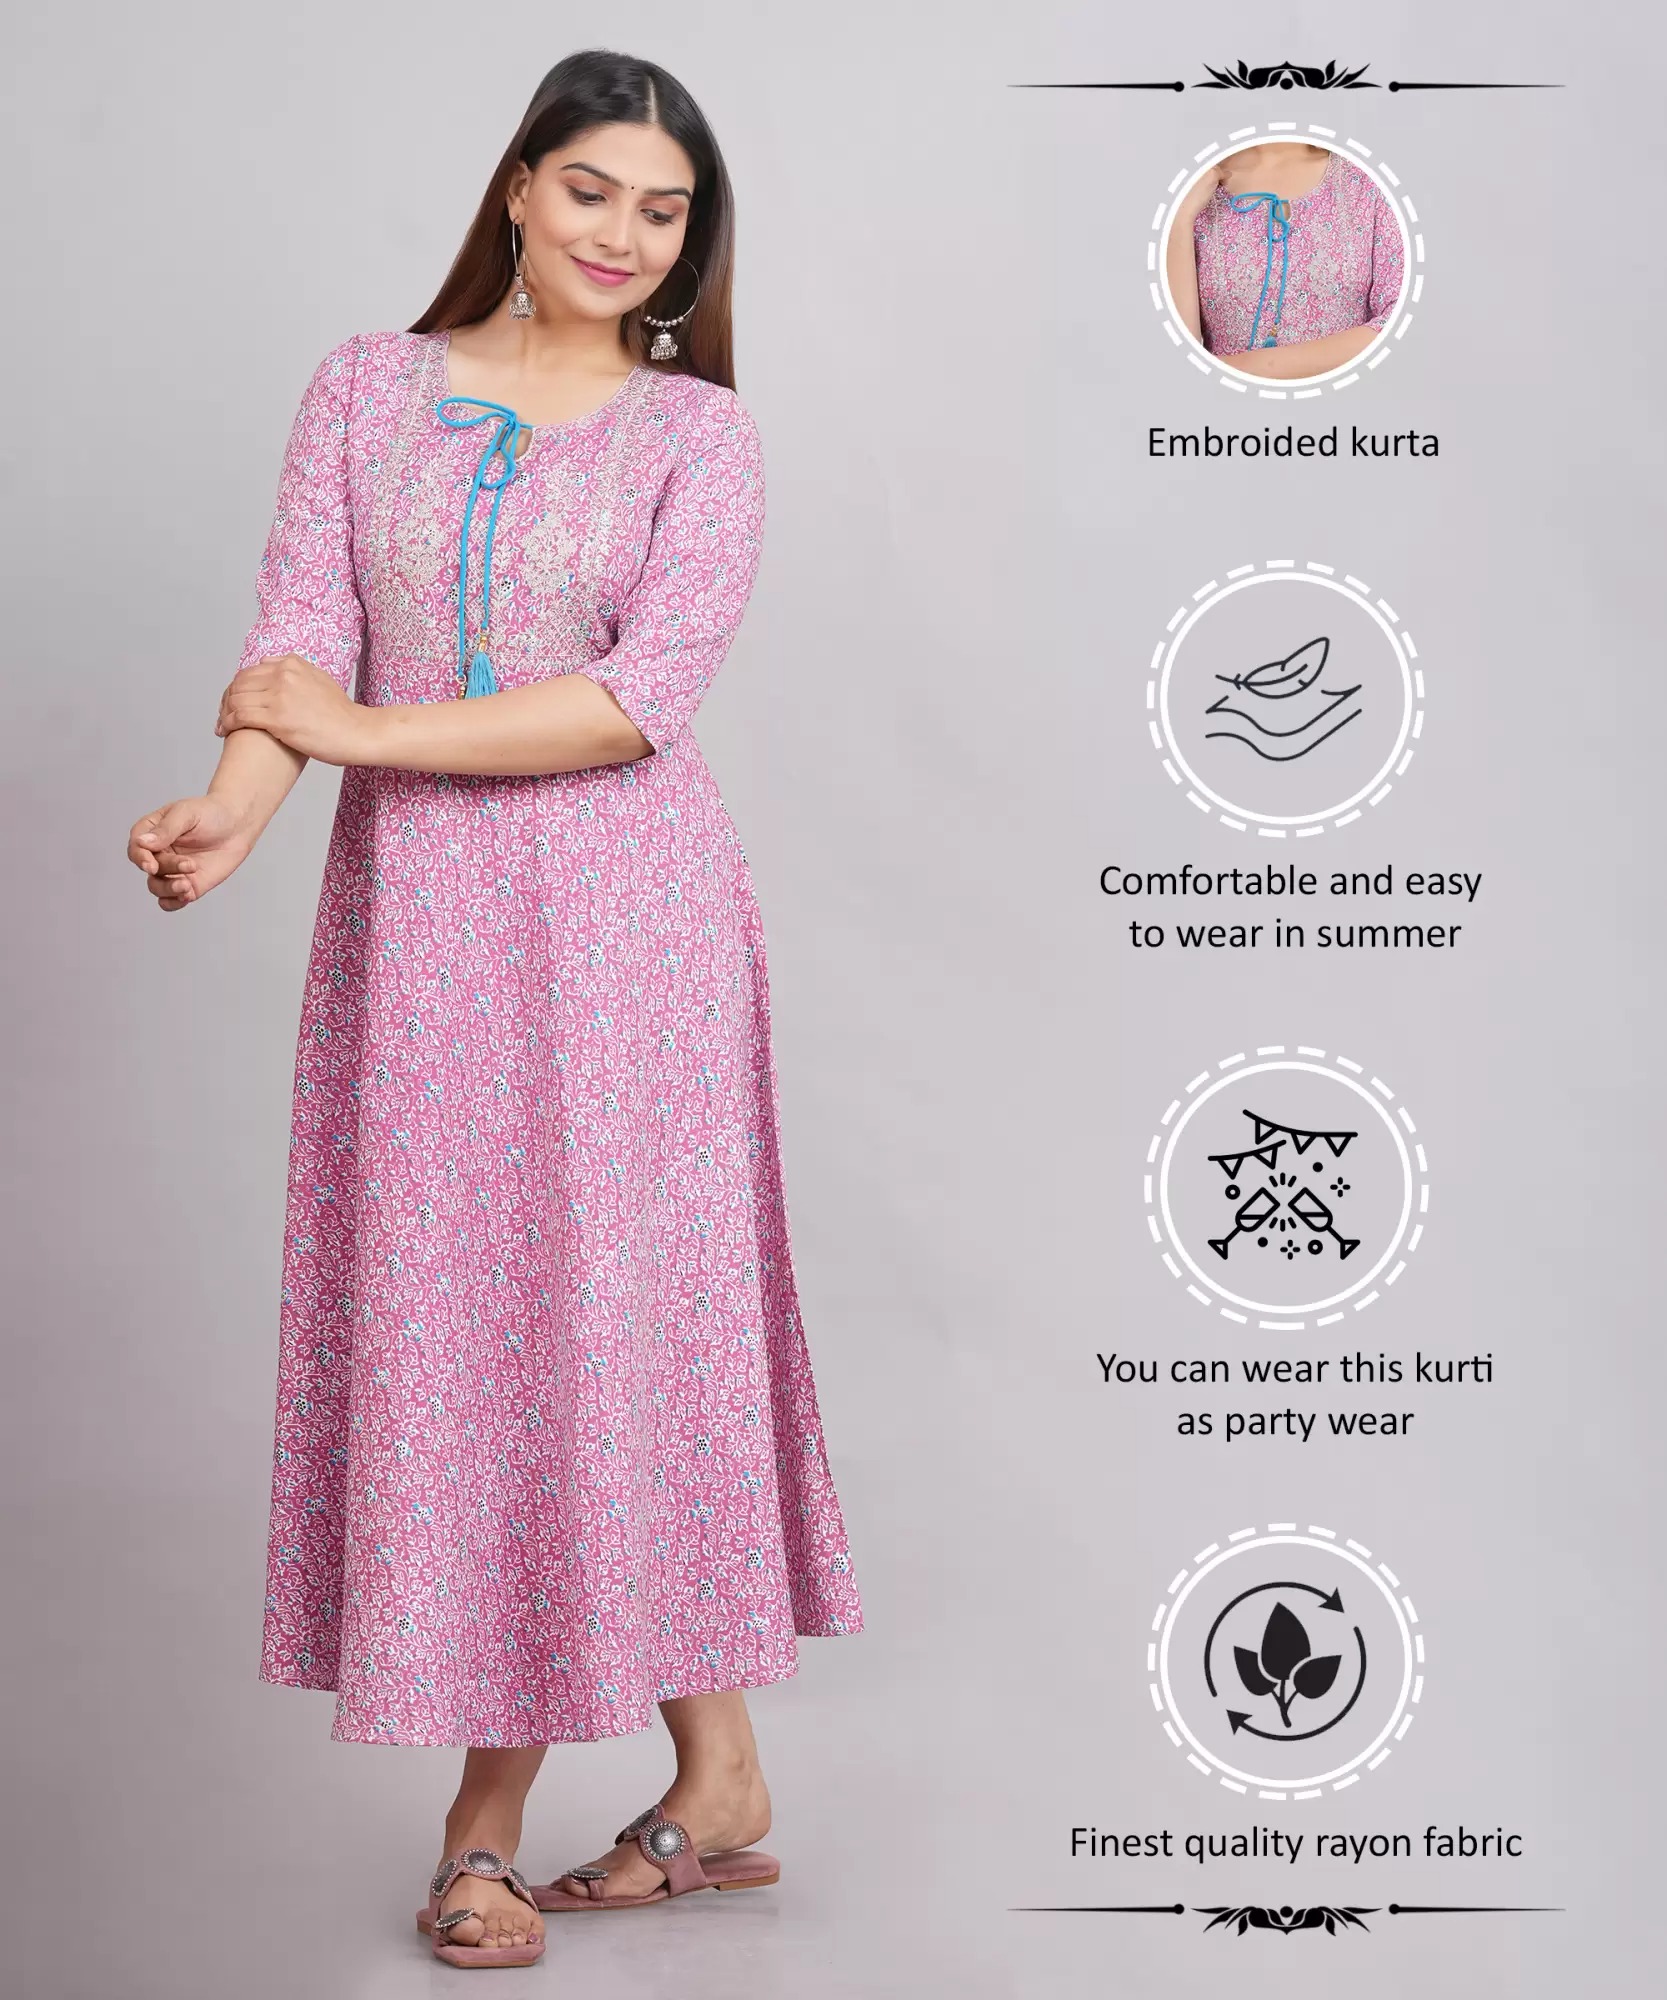 Embroided kurta
Comfortable and easy
to wear in summer
You can wear this kurti
as party wear
Finest quality rayon fabric